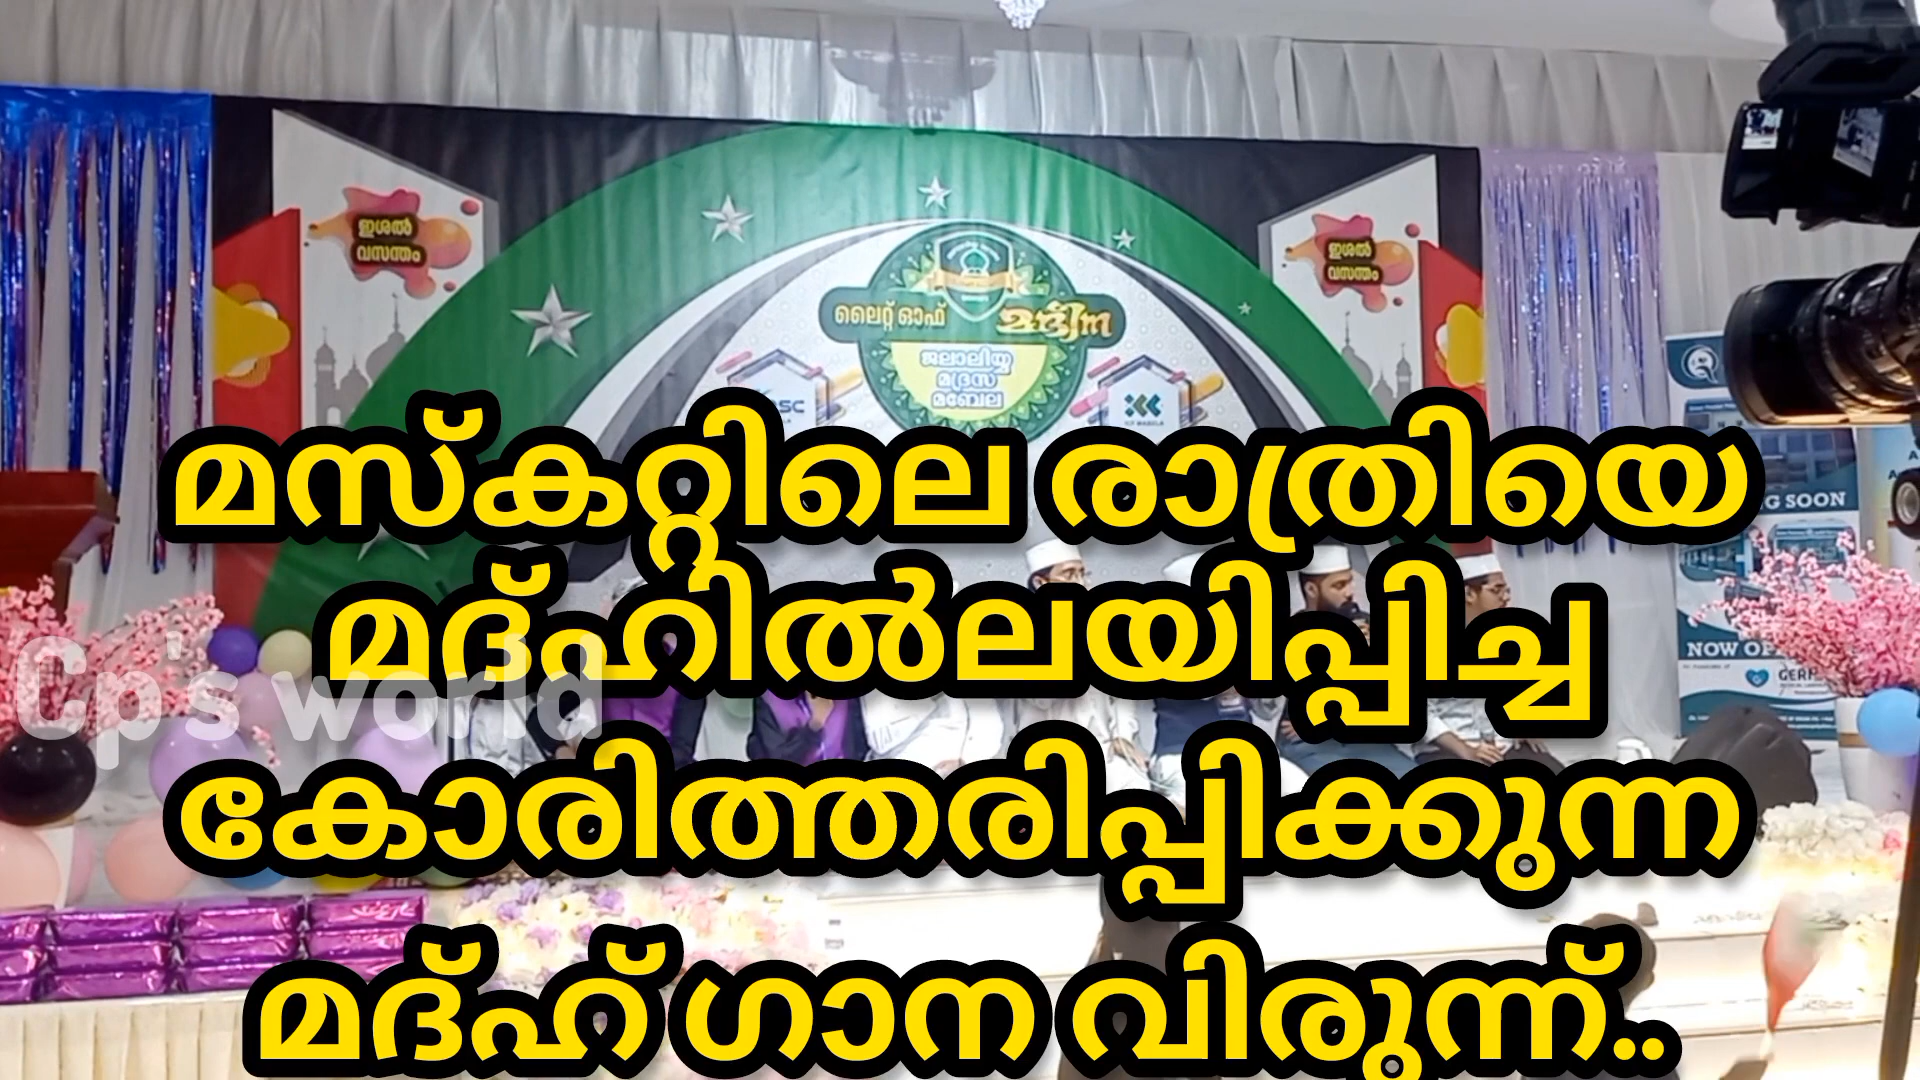 ഇശൽ
വസന്തം
ഇശൽ
വസന്തം
ലൈറ്റ് ഓഫ് മദീന
ജലാലിയ്യ
മദ്രസ
മബേല
മസ്കറ്റിലെ രാത്രിയെ
മദ്ഹിൽലയിപ്പിച്ച
കോരിത്തരിപ്പിക്കുന്ന
മദ്ഹ് ഗാന വിരുന്ന്..
Cp's world
G SOON
NOW OP